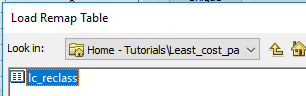 Load Remap Table
Look in: Home - Tutorials\Least_cost_pa
lc_reclass